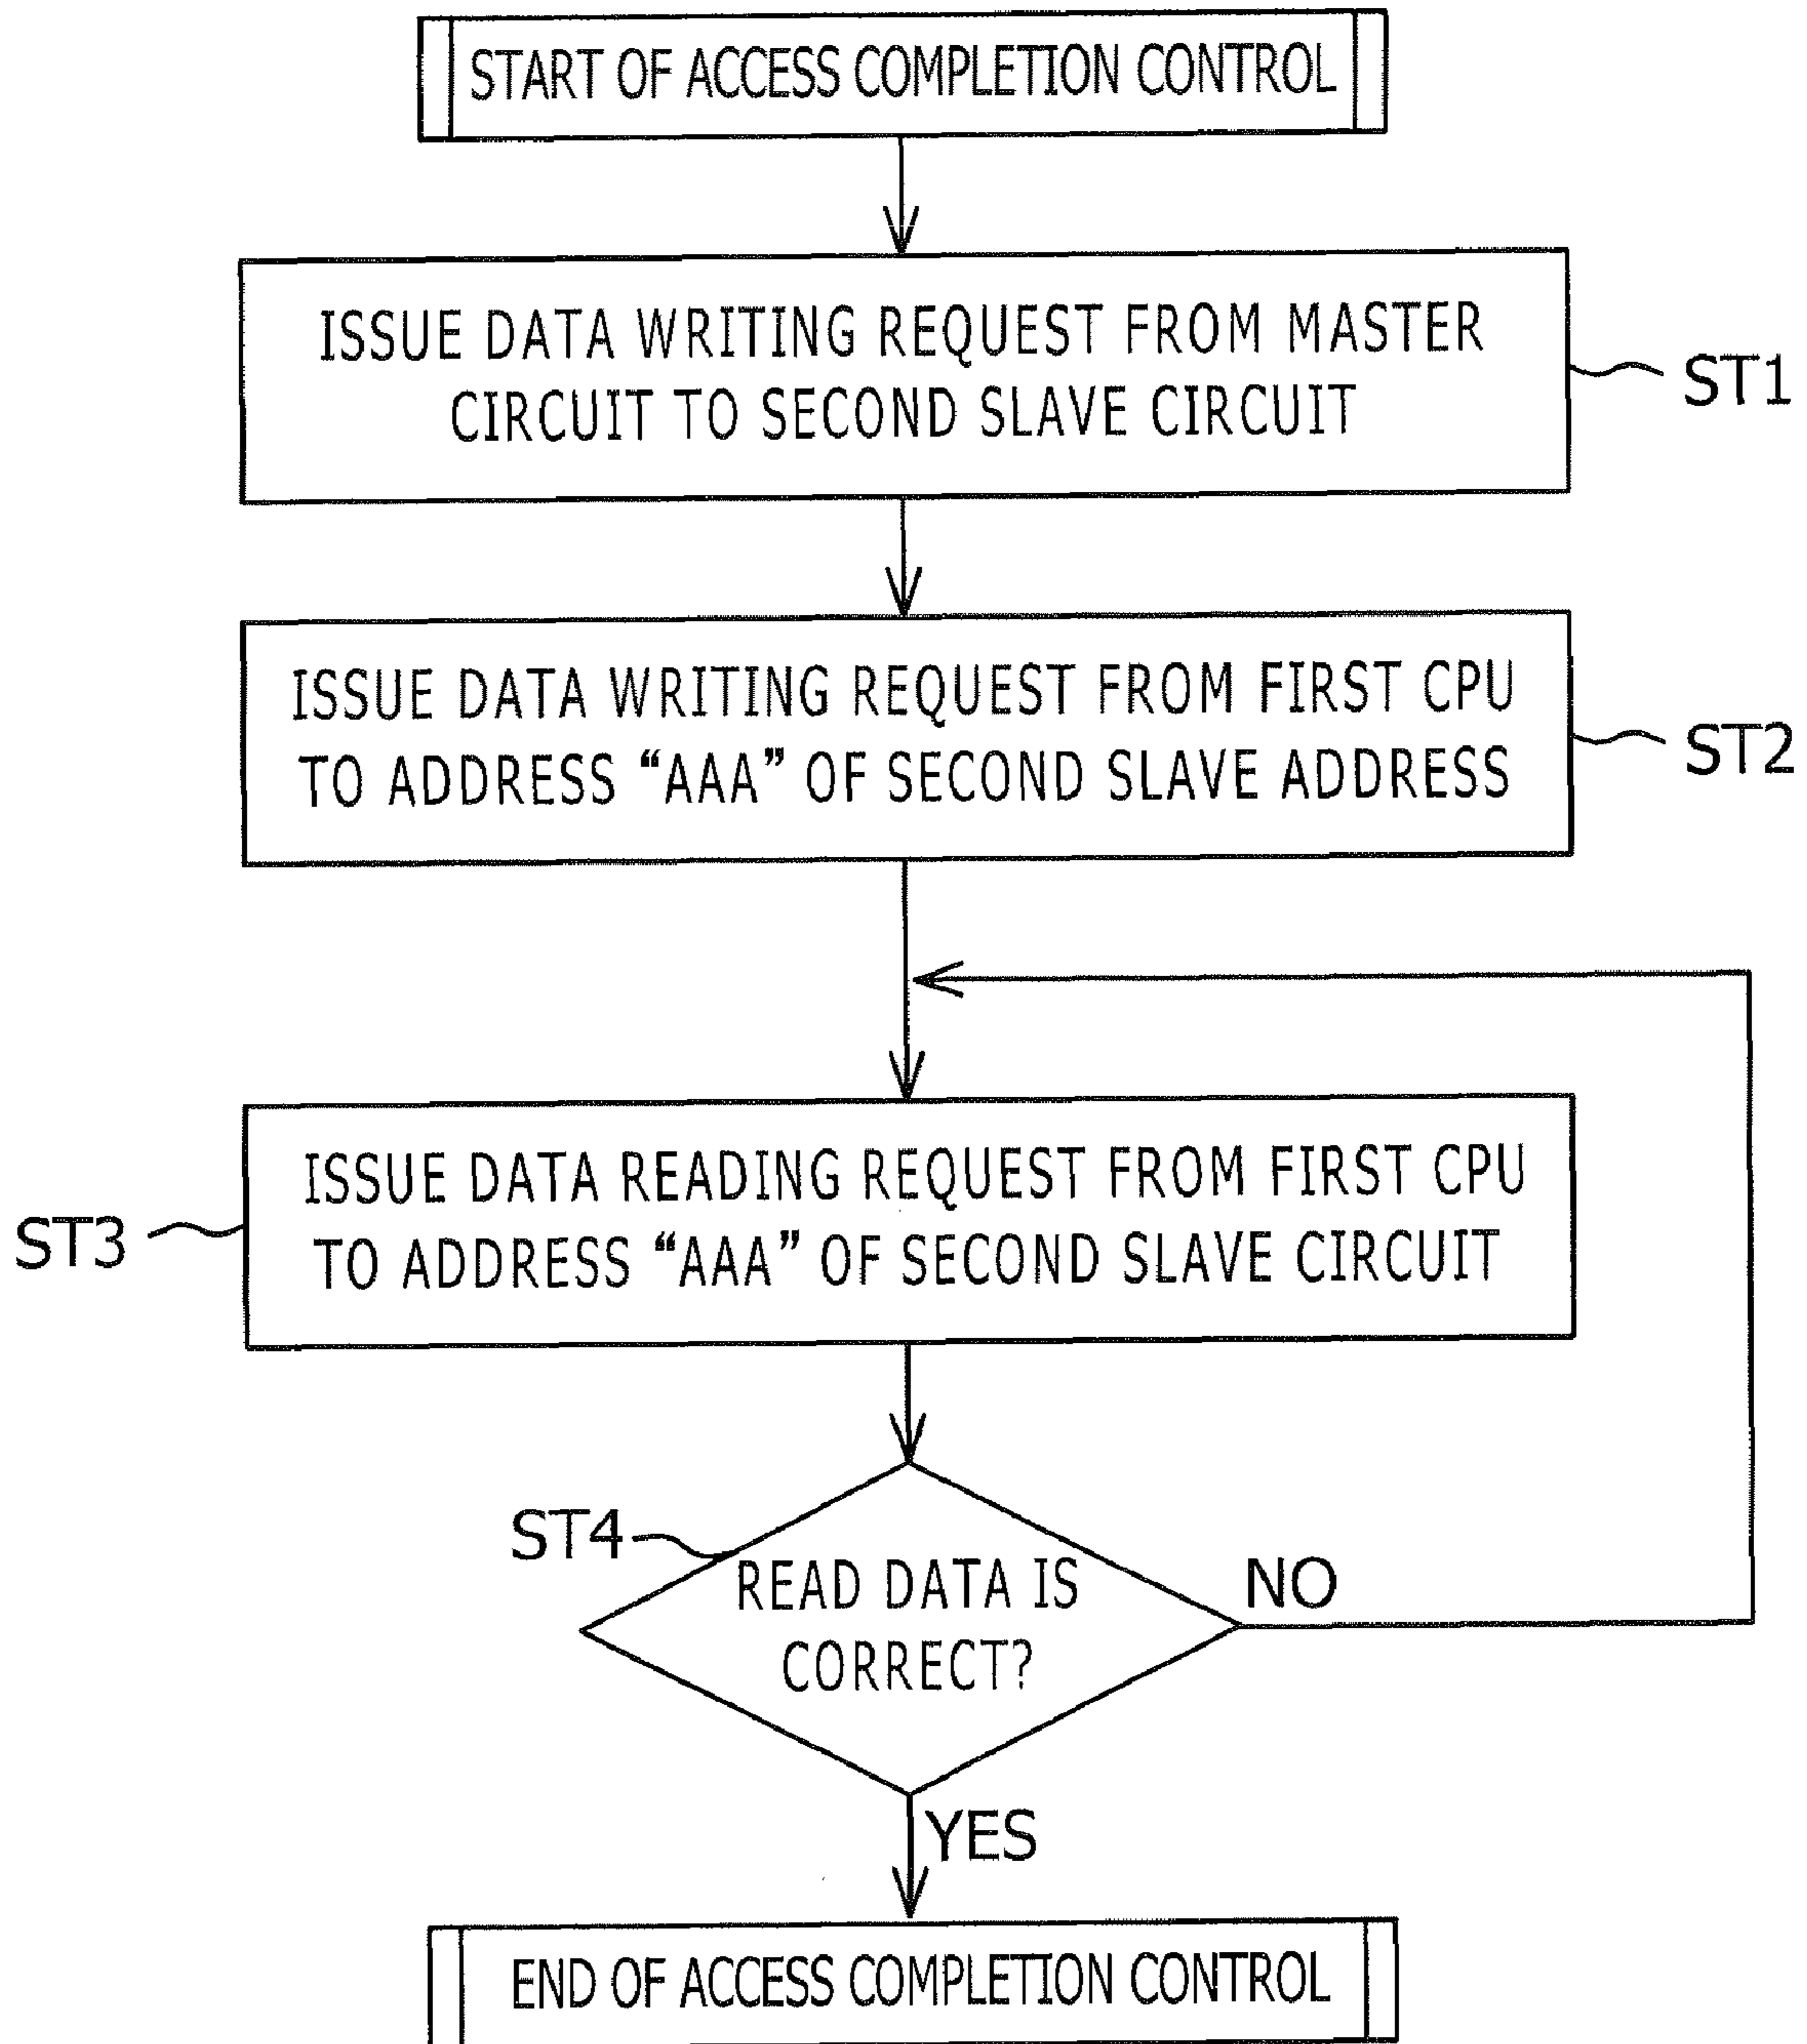 START OF ACCESS COMPLETION CONTROL
ISSUE DATA WRITING REQUEST FROM MASTER
CIRCUIT TO SECOND SLAVE CIRCUIT
ST1
ISSUE DATA WRITING REQUEST FROM FIRST CPU
TO ADDRESS “AAA” OF SECOND SLAVE ADDRESS
ST2
ISSUE DATA READING REQUEST FROM FIRST CPU
TO ADDRESS “AAA” OF SECOND SLAVE CIRCUIT
ST3
ST4
READ DATA IS
CORRECT?
NO
YES
END OF ACCESS COMPLETION CONTROL